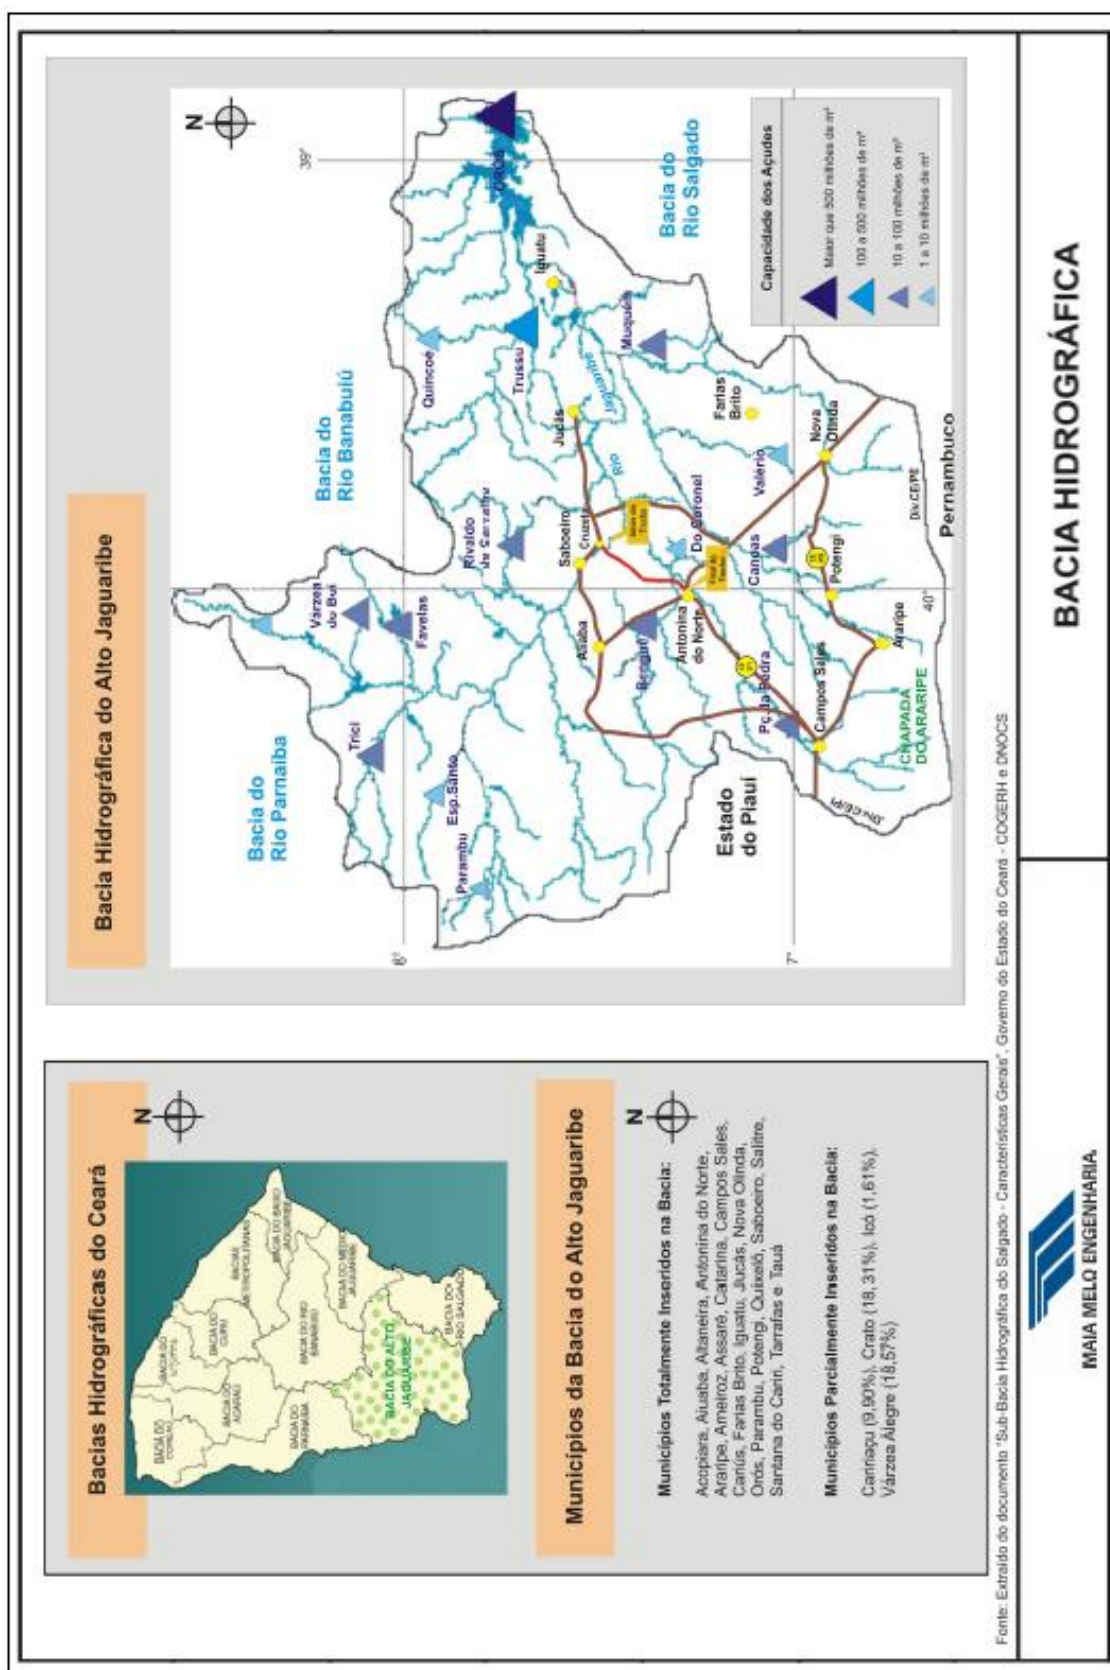 Bacias Hidrográficas do Ceará
N
BACIA DO
COREAÚ
BACIA DO
BACIA DO
ACARAÚ
BACIA DO
CURU
BACIAS
METROPOLITANAS
BACIA DO BAIXO
JAGUARIBE
BACIA DO
PARNAÍBA
BACIA DO RIO
BANABUIÚ
BACIA DO MÉDIO
JAGUARIBE
BACIA DO ALTO
JAGUARIBE
BACIA DO
RIO SALGADO
Municípios da Bacia do Alto Jaguaribe
N
Municípios Totalmente Inseridos na Bacia:
Acopiara, Aiuaba, Altaneira, Antonina do Norte,
Araripe, Arneiroz, Assaré, Catarina, Campos Sales,
Cariús, Farias Brito, Iguatu, Jucás, Nova Olinda,
Orós, Parambu, Potengi, Quixelô, Saboeiro, Salitre,
Santana do Cariri, Tarrafas e Tauá
Municípios Parcialmente Inseridos na Bacia:
Caririaçu (9,90%), Crato (18,31%), Icó (1,61%),
Várzea Alegre (18,57%)
Bacia Hidrográfica do Alto Jaguaribe
N
39°
Bacia do
Rio Parnaíba
Bacia do
Rio Banabuiú
Várzea
do Boi
Trici
Favelas
Quincoé
6°
Esp.Santo
Parambu
Rivaldo
de Carvalho
Trussu
ORÓS
Iguatu
Saboeiro
Cruzeta
Jucás
Rio
Jaguaribe
Aiuaba
Início do
Trecho
Benguê
Muquém
Bacia do
Rio Salgado
Antonina
do Norte
Do Coronel
Fim do
Trecho
Estado
do Piauí
Pç. da Pedra
Canoas
Valério
Farias
Brito
7°
Campos Sales
Potengi
Nova
Olinda
Div.CE/PI
Araripe
CHAPADA
DO ARARIPE
40°
Div.CE/PE
Pernambuco
Capacidade dos Açudes
Maior que 500 milhões de m³
100 a 500 milhões de m³
10 a 100 milhões de m³
1 a 10 milhões de m³
Fonte: Extraído do documento "Sub-Bacia Hidrográfica do Salgado - Características Gerais", Governo do Estado do Ceará - COGERH e DNOCS
MAIA MELO ENGENHARIA
BACIA HIDROGRÁFICA